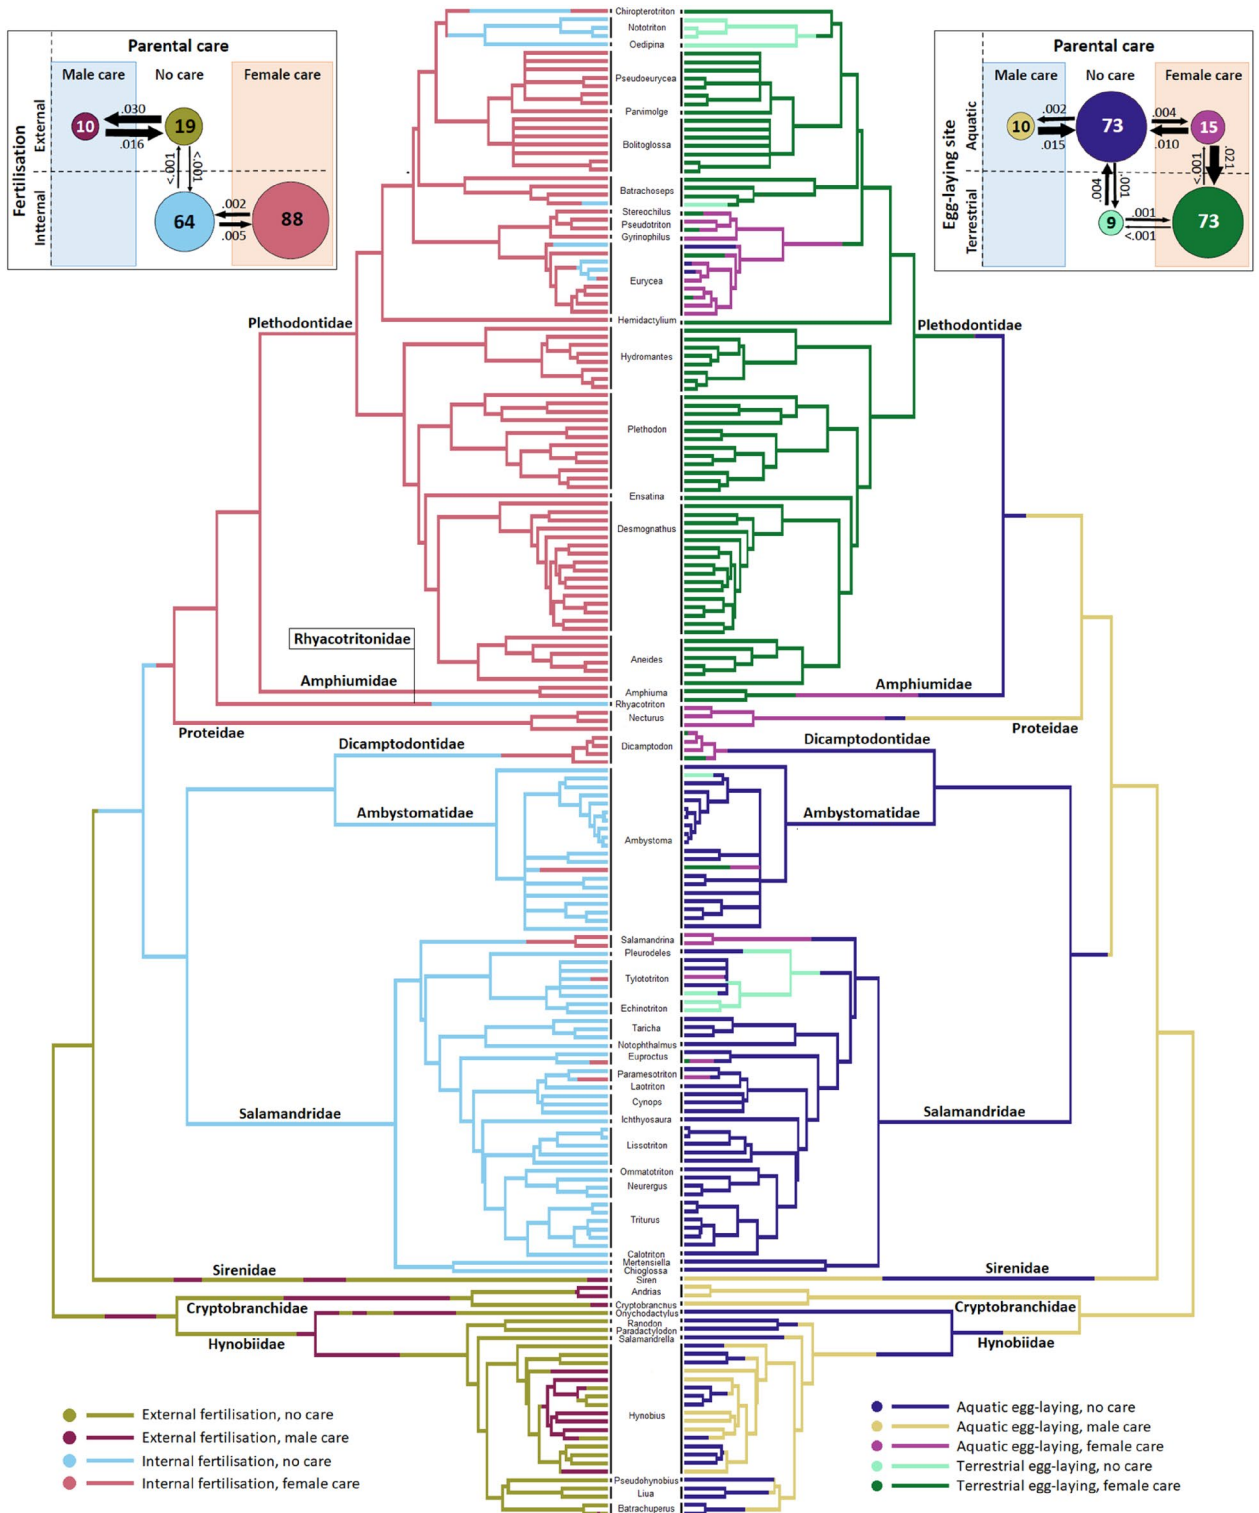 Parental care
Male care
No care
Female care
Fertilisation
External
Intternal
10
.030
.016
19
<.001
<.001
64
.002
.005
88
Parental care
Male care
No care
Female care
Egg-laying site
Aquatic
Terrestrial
10
.002
.015
73
.004
.010
15
.004
.001
<.001
.021
9
.001
<.001
73
Chiropterotriton
Nototriton
Oedipina
Pseudoeurycea
Parvimolge
Bolitoglossa
Batrachoseps
Stereochilus
Pseudotriton
Gyrinophilus
Eurycea
Hemidactylium
Hydromantes
Plethodon
Ensatina
Desmognathus
Aneides
Amphiuma
Rhyacotriton
Necturus
Dicamptodon
Ambystoma
Salamandrina
Pleurodeles
Tylototriton
Echinotriton
Taricha
Notophthalmus
Euproctus
Paramesotriton
Laotriton
Cynops
Ichthyosaura
Lissotriton
Ommatotriton
Neurergus
Triturus
Calotriton
Mertensiella
Chioglossa
Siren
Andrias
Cryptobranchus
Onychodactylus
Ranodon
Paradactylodon
Salamandrella
Hynobius
Pseudohynobius
Liua
Batrachuperus
Plethodontidae
Rhyacotritonidae
Amphiumidae
Proteidae
Dicamptodontidae
Ambystomatidae
Salamandridae
Sirenidae
Cryptobranchidae
Hynobiidae
Plethodontidae
Amphiumidae
Proteidae
Dicamptodontidae
Ambystomatidae
Salamandridae
Sirenidae
Cryptobranchidae
Hynobiidae
External fertilisation, no care
External fertilisation, male care
Internal fertilisation, no care
Internal fertilisation, female care
Aquatic egg-laying, no care
Aquatic egg-laying, male care
Aquatic egg-laying, female care
Terrestrial egg-laying, no care
Terrestrial egg-laying, female care